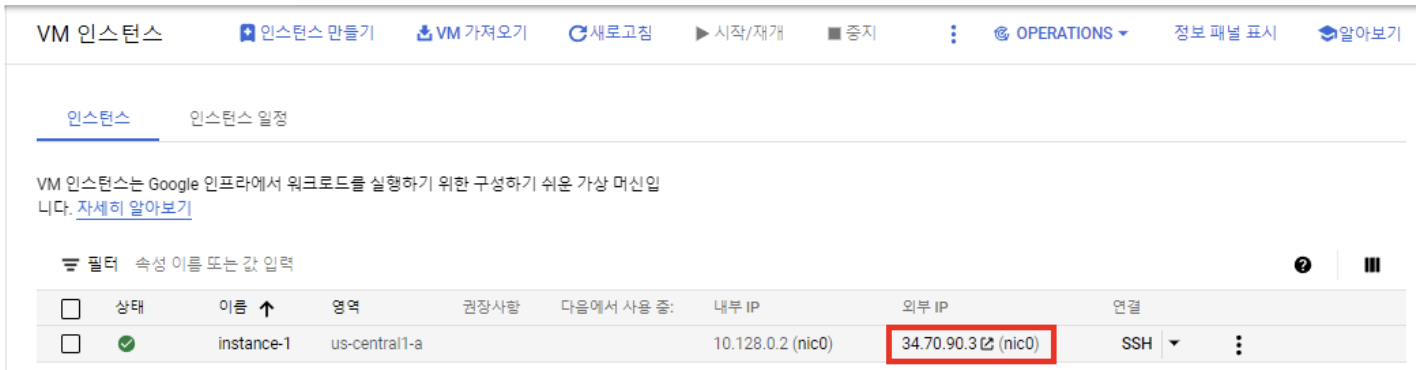 VM 인스턴스 인스턴스 만들기 VM 가져오기 새로고침 시작/재개 중지 OPERATIONS 정보 패널 표시 알아보기
인스턴스 인스턴스 일정
VM 인스턴스는 Google 인프라에서 워크로드를 실행하기 위한 구성하기 쉬운 가상 머신입
니다. 자세히 알아보기
필터 속성 이름 또는 값 입력
상태 이름 영역 권장사항 다음에서 사용 중: 내부 IP 외부 IP 연결
instance-1 us-central1-a 10.128.0.2 (nic0) 34.70.90.3 (nic0) SSH